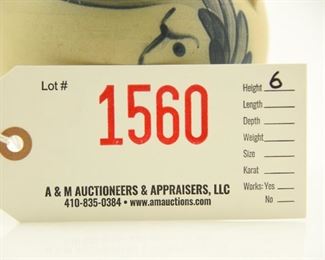 Lot #
1560
Height 6
Length
Depth
Weight
Size
Karat
Works: Yes
No
A & M AUCTIONEERS & APPRAISERS, LLC
410-835-0384 • www.amauctions.com